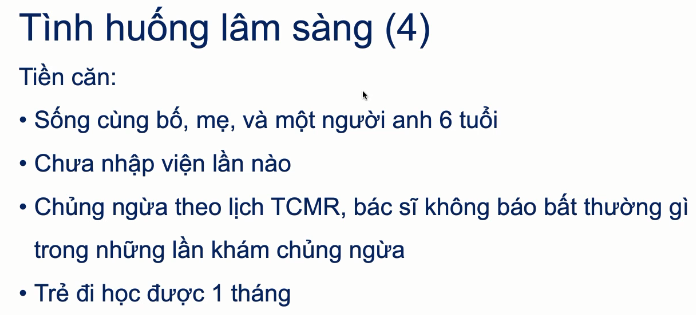 Tình huống lâm sàng (4)
Tiền căn:
• Sống cùng bố, mẹ, và một người anh 6 tuổi
• Chưa nhập viện lần nào
• Chủng ngừa theo lịch TCMR, bác sĩ không báo bất thường gì
trong những lần khám chủng ngừa
• Trẻ đi học được 1 tháng